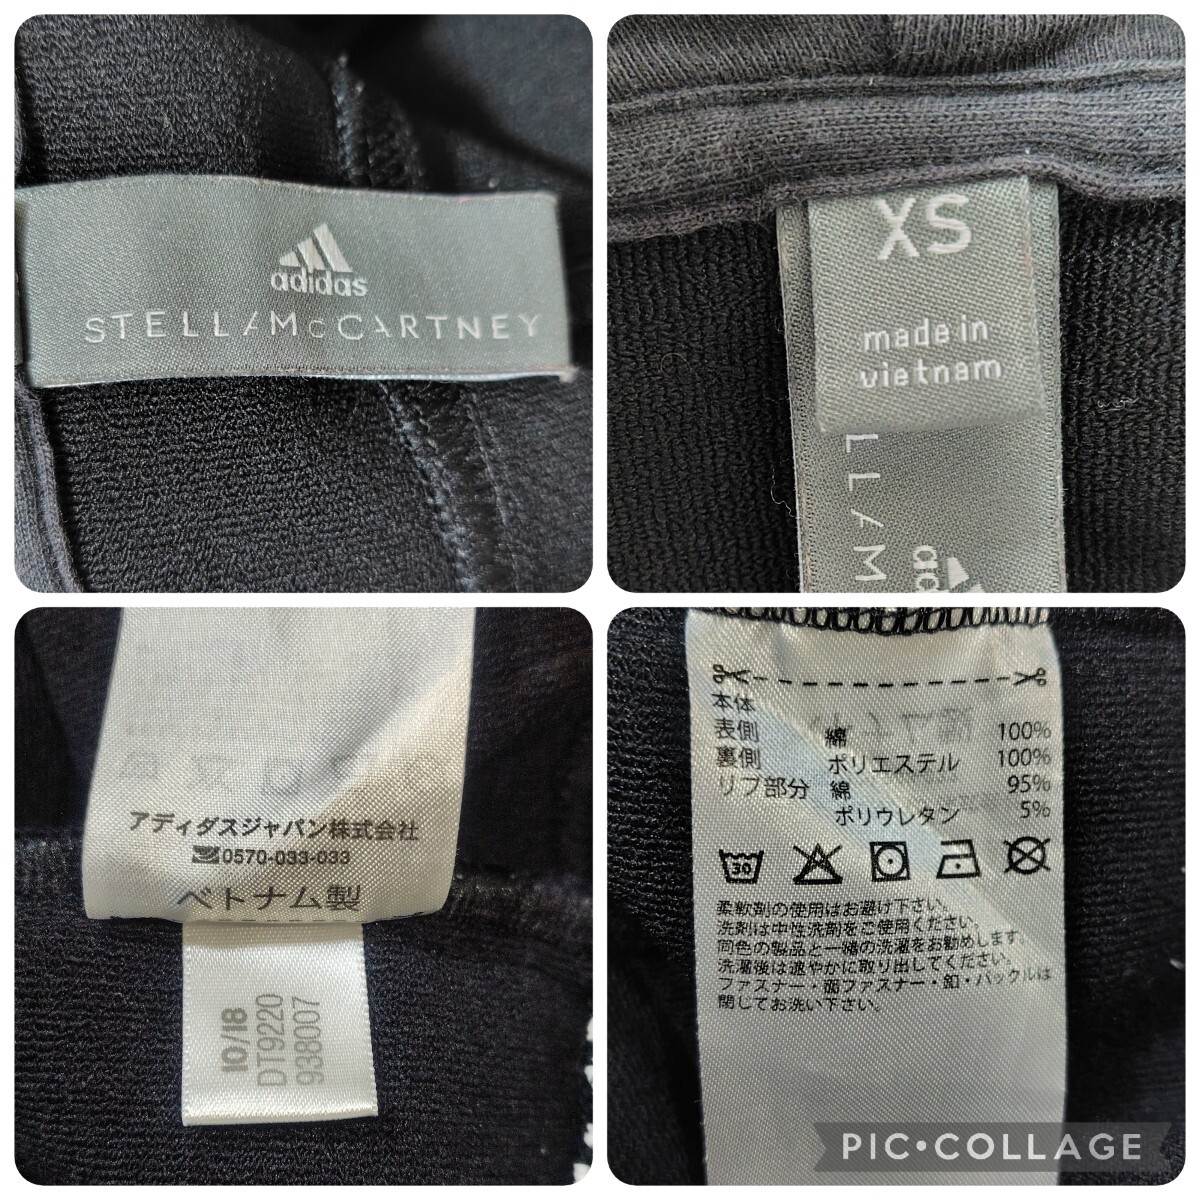 adidas
STELLA McCARTNEY
XS
made in
vietnam
LLAM
ad
アディダスジャパン株式会社
0570-033-033
ベトナム製
10/18
DT9220
938007
本体
表側 綿 100%
裏側 ポリエステル 100%
リブ部分 綿 95%
ポリウレタン 5%
30
柔軟剤の使用はお避け下さい。
洗剤は中性洗剤をご使用ください。
同色の製品と一緒の洗濯をお勧めします。
洗濯後は速やかに取り出してください。
ファスナー・面ファスナー・釦・バックルは
閉じてお洗い下さい。
PIC•COLLAGE